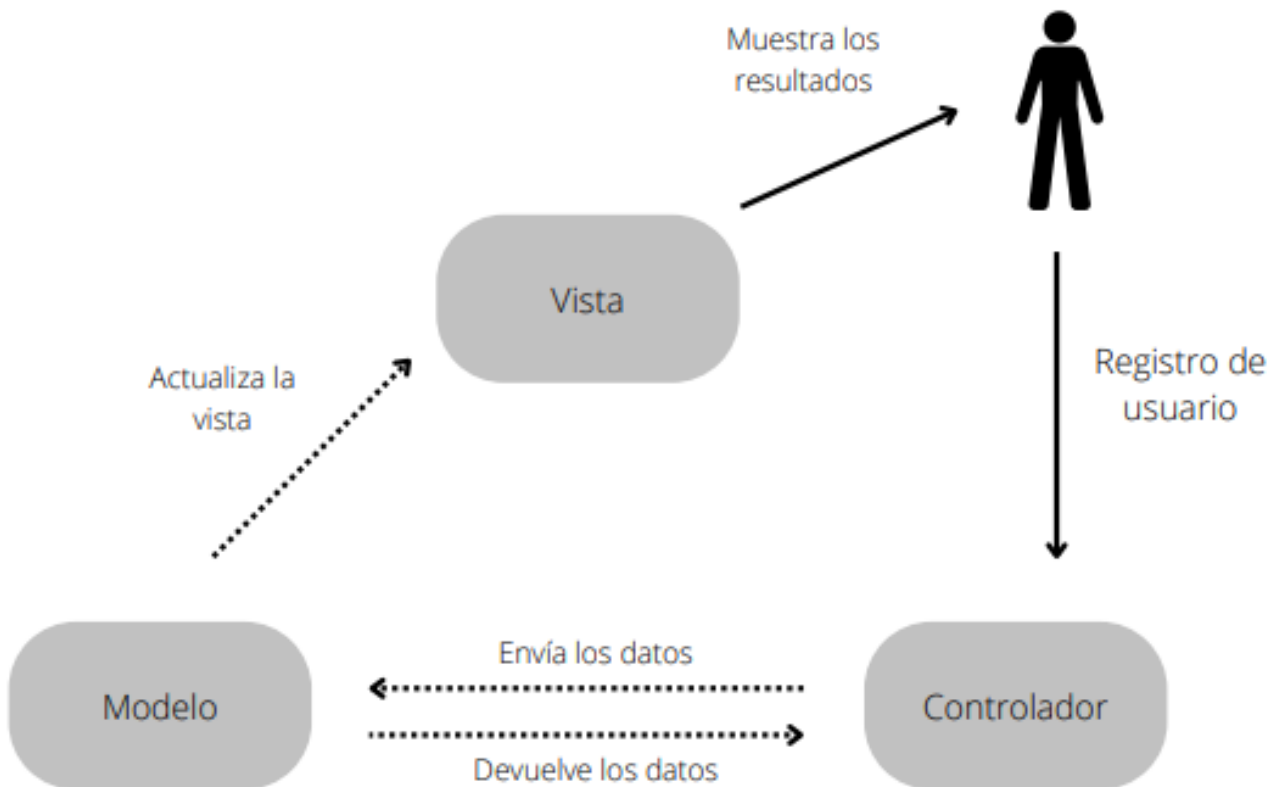 Muestra los
resultados
Vista
Actualiza la
vista
Registro de
usuario
Envía los datos
Modelo
Controlador
Devuelve los datos